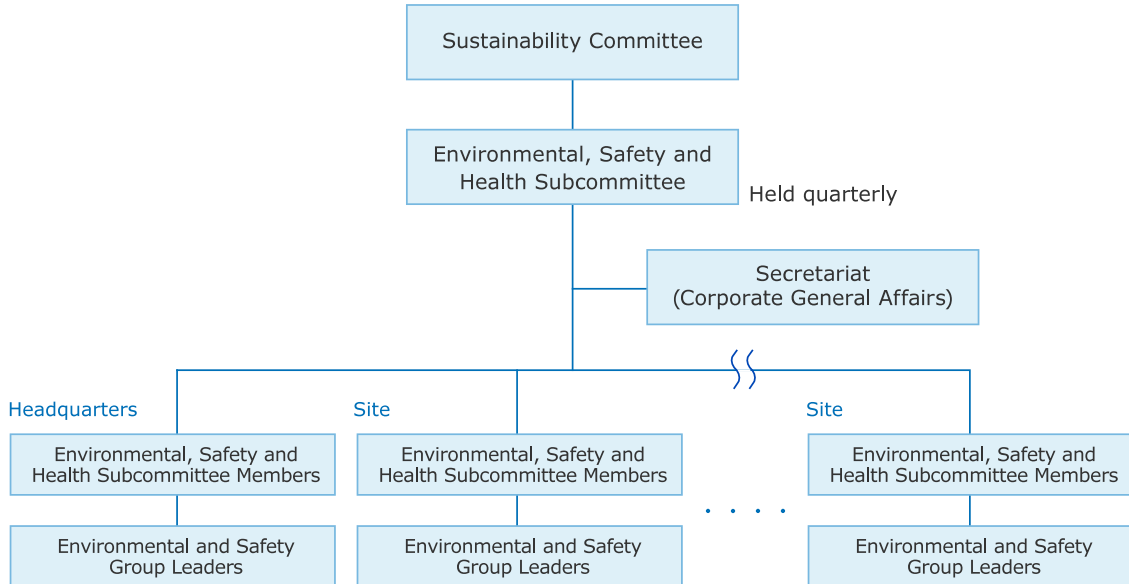 Sustainability Committee
Environmental, Safety and
Health Subcommittee
Held quarterly
Secretariat
(Corporate General Affairs)
Headquarters
Environmental, Safety and
Health Subcommittee Members
Environmental and Safety
Group Leaders
Site
Environmental, Safety and
Health Subcommittee Members
Environmental and Safety
Group Leaders
. . . .
Site
Environmental, Safety and
Health Subcommittee Members
Environmental and Safety
Group Leaders